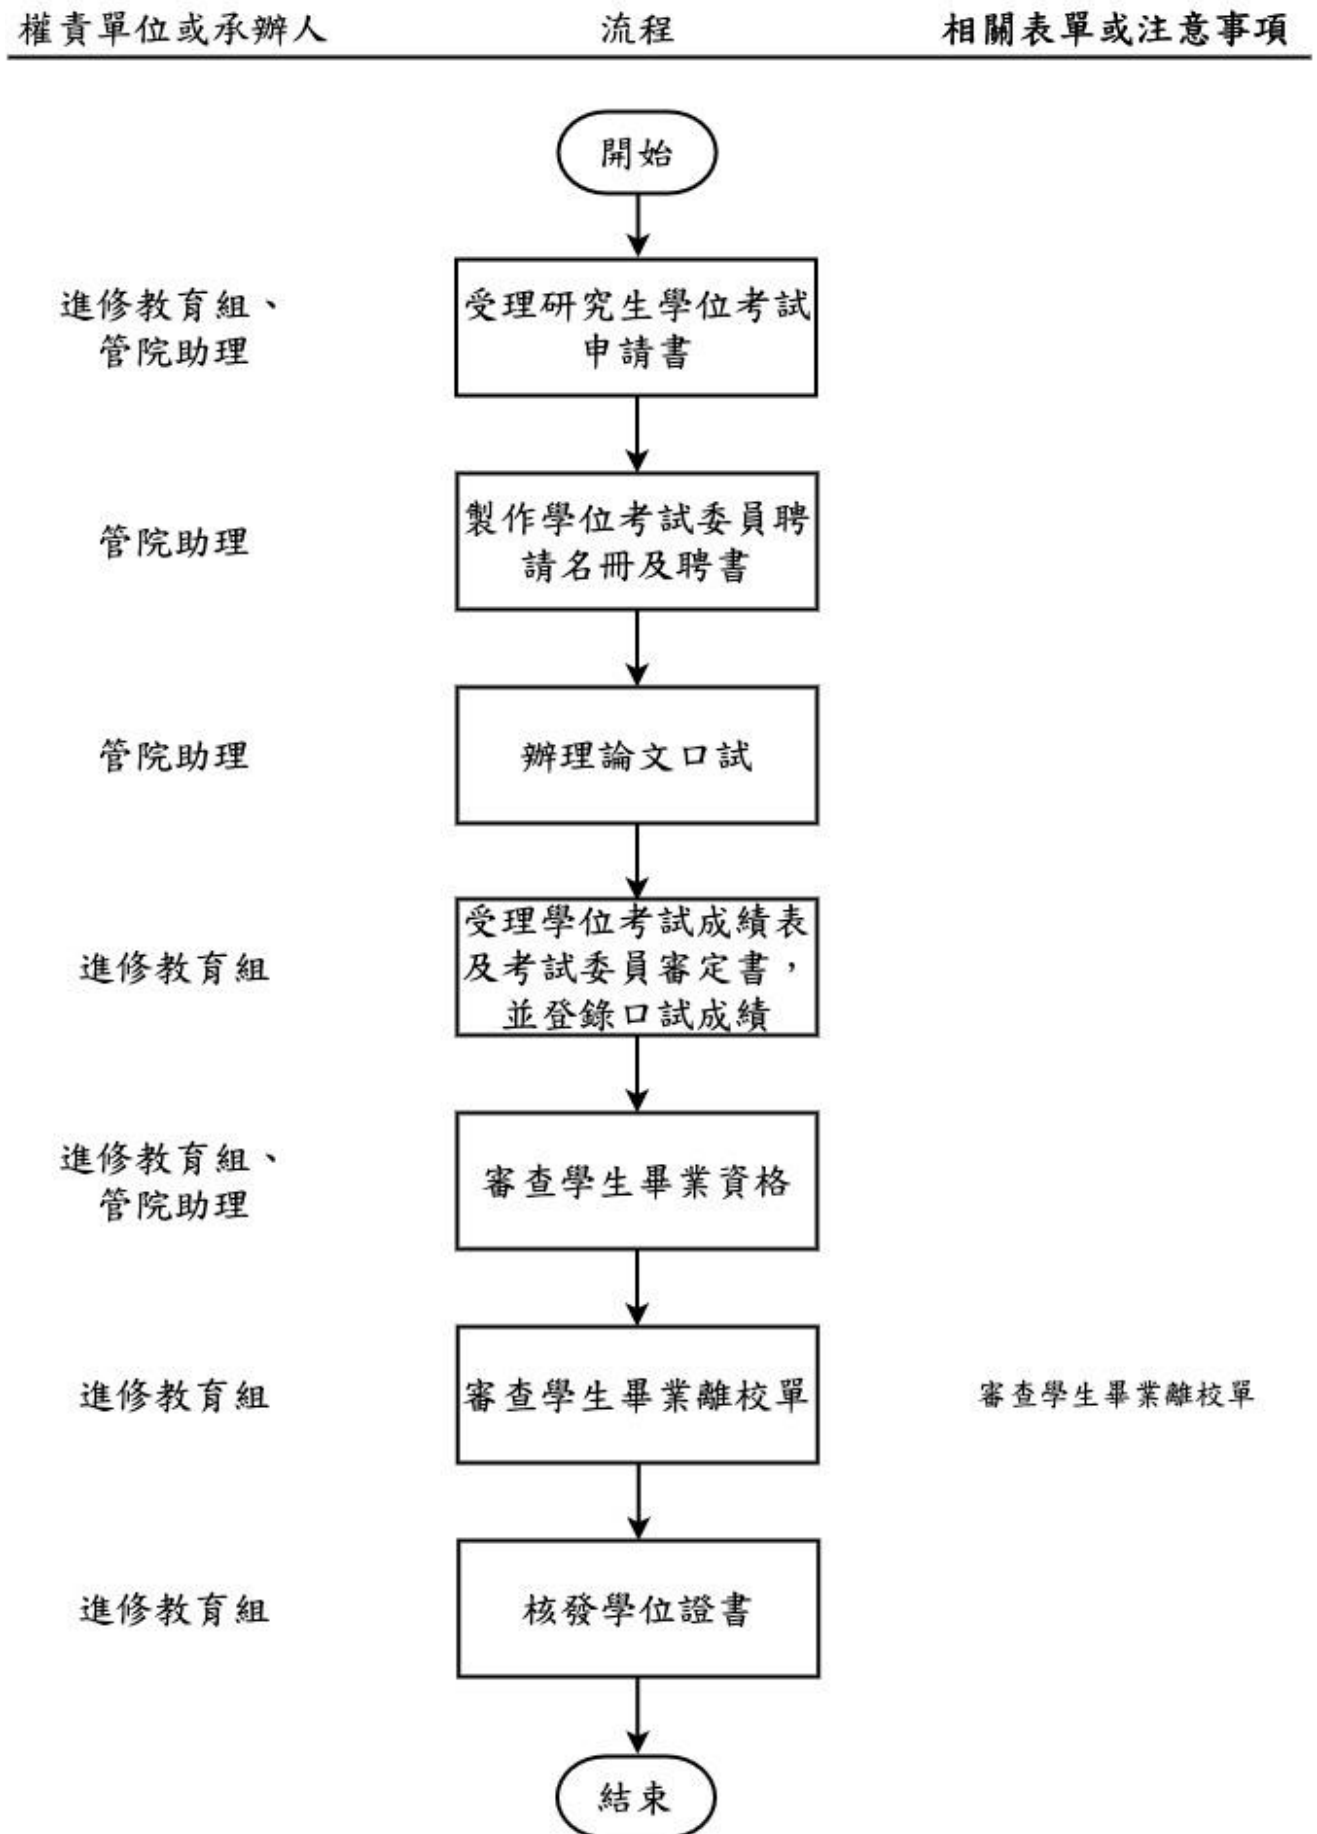 權責單位或承辦人 流程 相關表單或注意事項
開始
進修教育組、
管院助理
受理研究生學位考試
申請書
管院助理
製作學位考試委員聘
請名冊及聘書
管院助理
辦理論文口試
進修教育組
受理學位考試成績表
及考試委員審定書，
並登錄口試成績
進修教育組、
管院助理
審查學生畢業資格
進修教育組
審查學生畢業離校單
審查學生畢業離校單
進修教育組
核發學位證書
結束